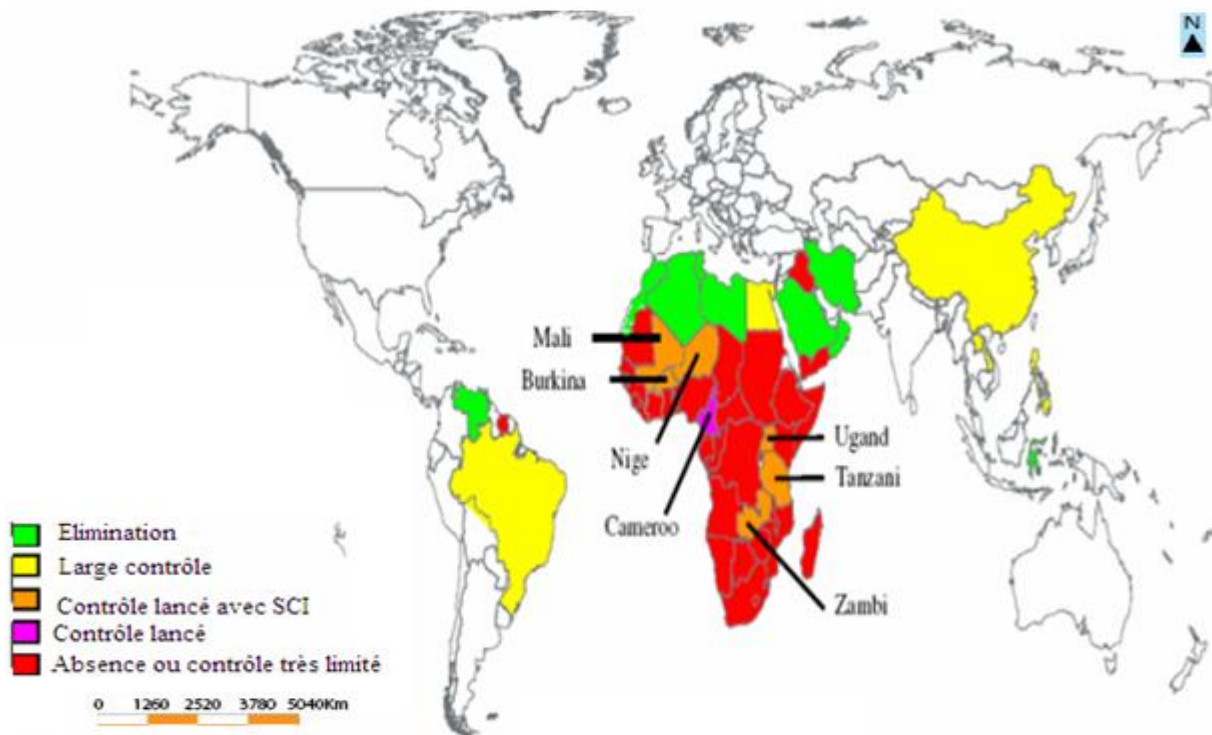 N
Mali
Burkina
Nige
Cameroo
Ugand
Tanzani
Zambi
Elimination
Large contrôle
Contrôle lancé avec SCI
Contrôle lancé
Absence ou contrôle très limité
0 1260 2520 3780 5040Km